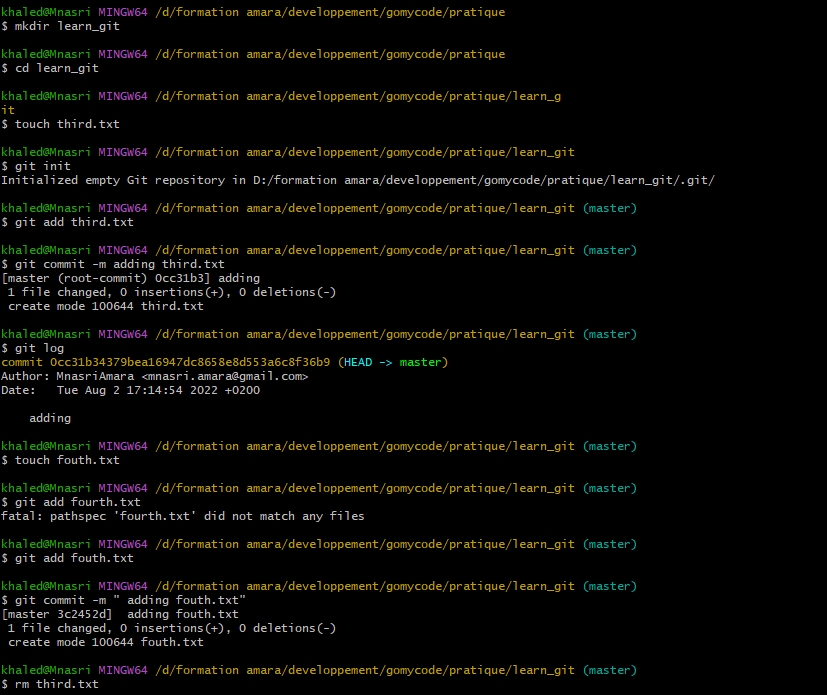 khaled@Mnasri MINGW64 /d/formation amara/developpement/gomycode/pratique
$ mkdir learn_git
khaled@Mnasri MINGW64 /d/formation amara/developpement/gomycode/pratique
$ cd learn_git
khaled@Mnasri MINGW64 /d/formation amara/developpement/gomycode/pratique/learn_g
it
$ touch third.txt
khaled@Mnasri MINGW64 /d/formation amara/developpement/gomycode/pratique/learn_git
$ git init
Initialized empty Git repository in D:/formation amara/developpement/gomycode/pratique/learn_git/.git/
khaled@Mnasri MINGW64 /d/formation amara/developpement/gomycode/pratique/learn_git (master)
$ git add third.txt
khaled@Mnasri MINGW64 /d/formation amara/developpement/gomycode/pratique/learn_git (master)
$ git commit -m adding third.txt
[master (root-commit) 0cc31b3] adding
 1 file changed, 0 insertions(+), 0 deletions(-)
 create mode 100644 third.txt
khaled@Mnasri MINGW64 /d/formation amara/developpement/gomycode/pratique/learn_git (master)
$ git log
commit 0cc31b34379bea16947dc8658e8d553a6c8f36b9 (HEAD -> master)
Author: MnasriAmara <mnasri.amara@gmail.com>
Date:   Tue Aug 2 17:14:54 2022 +0200
    adding
khaled@Mnasri MINGW64 /d/formation amara/developpement/gomycode/pratique/learn_git (master)
$ touch fouth.txt
khaled@Mnasri MINGW64 /d/formation amara/developpement/gomycode/pratique/learn_git (master)
$ git add fourth.txt
fatal: pathspec 'fourth.txt' did not match any files
khaled@Mnasri MINGW64 /d/formation amara/developpement/gomycode/pratique/learn_git (master)
$ git add fouth.txt
khaled@Mnasri MINGW64 /d/formation amara/developpement/gomycode/pratique/learn_git (master)
$ git commit -m " adding fouth.txt"
[master 3c2452d]  adding fouth.txt
 1 file changed, 0 insertions(+), 0 deletions(-)
 create mode 100644 fouth.txt
khaled@Mnasri MINGW64 /d/formation amara/developpement/gomycode/pratique/learn_git (master)
$ rm third.txt